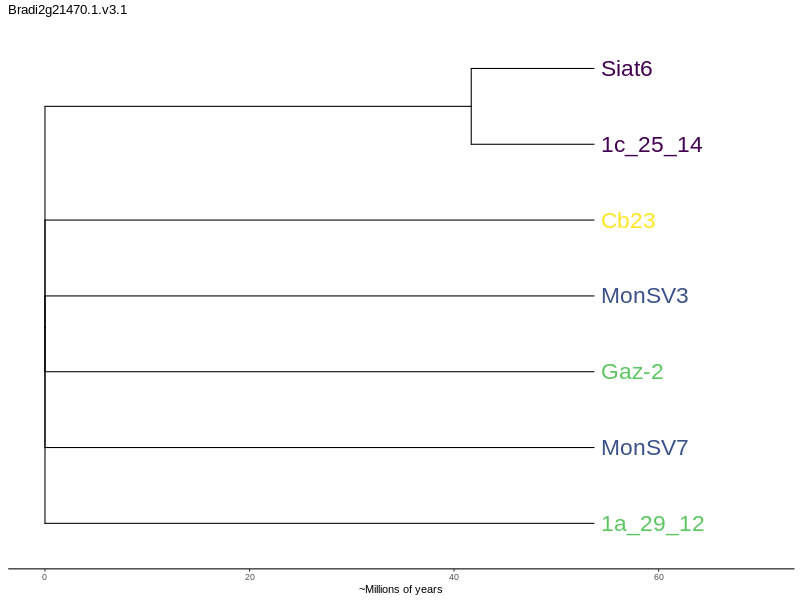 Bradi2g21470.1.v3.1
Siat6
1c_25_14
Cb23
MonSV3
Gaz-2
MonSV7
1a_29_12
0 20 40 60
~Millions of years